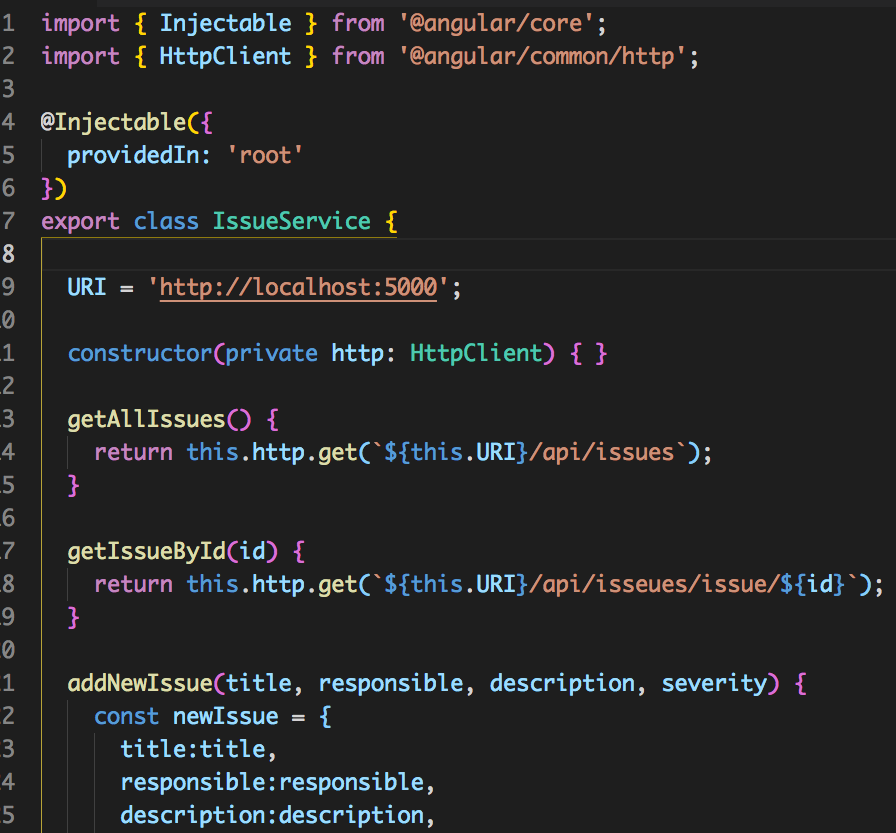 1 import { Injectable } from '@angular/core';
2 import { HttpClient } from '@angular/common/http';
3
4 @Injectable({
5 providedIn: 'root'
6 })
7 export class IssueService {
8
9 URI = 'http://localhost:5000';
0
1 constructor(private http: HttpClient) { }
2
3 getAllIssues() {
4 return this.http.get(`${this.URI}/api/issues`);
5 }
6
7 getIssueById(id) {
8 return this.http.get(`${this.URI}/api/isseues/issue/${id}`);
9 }
0
1 addNewIssue(title, responsible, description, severity) {
2 const newIssue = {
3 title:title,
4 responsible:responsible,
5 description:description,